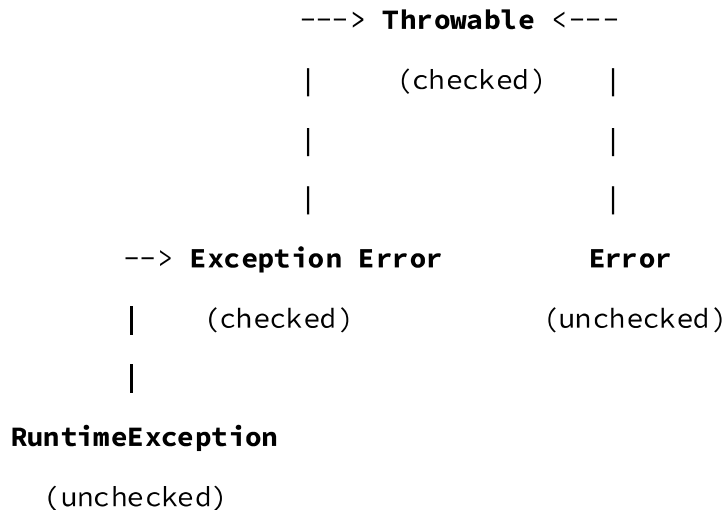 ---> Throwable <---
| (checked) |
| |
| |
--> Exception Error Error
| (checked) (unchecked)
|
RuntimeException
(unchecked)